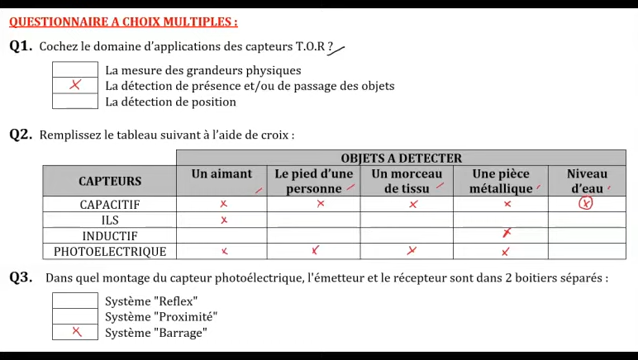 QUESTIONNAIRE A CHOIX MULTIPLES :
Q1. Cochez le domaine d'applications des capteurs T.O.R ?
La mesure des grandeurs physiques
X La détection de présence et/ou de passage des objets
La détection de position
Q2. Remplissez le tableau suivant à l'aide de croix :
OBJETS A DETECTER
CAPTEURS Un aimant Le pied d'une personne Un morceau de tissu Une pièce métallique Niveau d'eau
CAPACITIF x x x x x
ILS x
INDUCTIF x
PHOTOELECTRIQUE x x x x
Q3. Dans quel montage du capteur photoélectrique, l'émetteur et le récepteur sont dans 2 boitiers séparés :
Système "Reflex"
Système "Proximité"
X Système "Barrage"